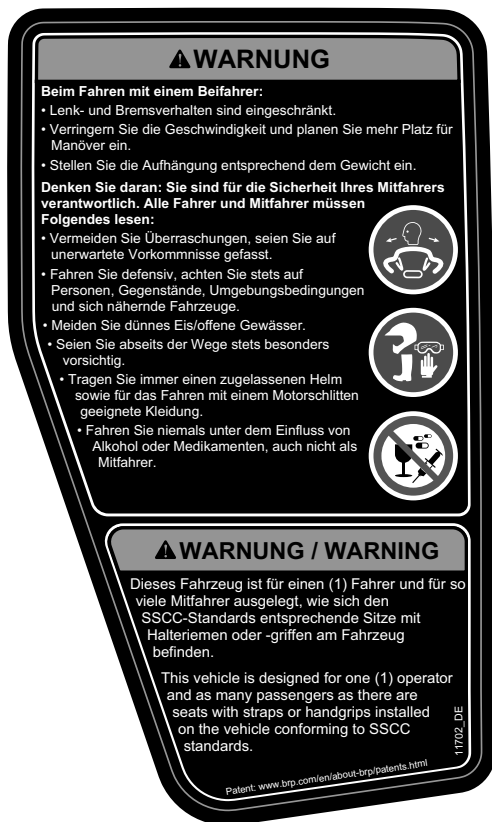 WARNUNG
Beim Fahren mit einem Beifahrer:
• Lenk- und Bremsverhalten sind eingeschränkt.
• Verringern Sie die Geschwindigkeit und planen Sie mehr Platz für
Manöver ein.
• Stellen Sie die Aufhängung entsprechend dem Gewicht ein.
Denken Sie daran: Sie sind für die Sicherheit Ihres Mitfahrers
verantwortlich. Alle Fahrer und Mitfahrer müssen
Folgendes lesen:
• Vermeiden Sie Überraschungen, seien Sie auf
unerwartete Vorkommnisse gefasst.
• Fahren Sie defensiv, achten Sie stets auf
Personen, Gegenstände, Umgebungsbedingungen
und sich nähernde Fahrzeuge.
• Meiden Sie dünnes Eis/offene Gewässer.
• Seien Sie abseits der Wege stets besonders
vorsichtig.
• Tragen Sie immer einen zugelassenen Helm
sowie für das Fahren mit einem Motorschlitten
geeignete Kleidung.
• Fahren Sie niemals unter dem Einfluss von
Alkohol oder Medikamenten, auch nicht als
Mitfahrer.
WARNUNG / WARNING
Dieses Fahrzeug ist für einen (1) Fahrer und für so
viele Mitfahrer ausgelegt, wie sich den
SSCC-Standards entsprechende Sitze mit
Halteriemen oder -griffen am Fahrzeug
befinden.
This vehicle is designed for one (1) operator
and as many passengers as there are
seats with straps or handgrips installed
on the vehicle conforming to SSCC
standards.
11702_DE
Patent: www.brp.com/en/about-brp/patents.html